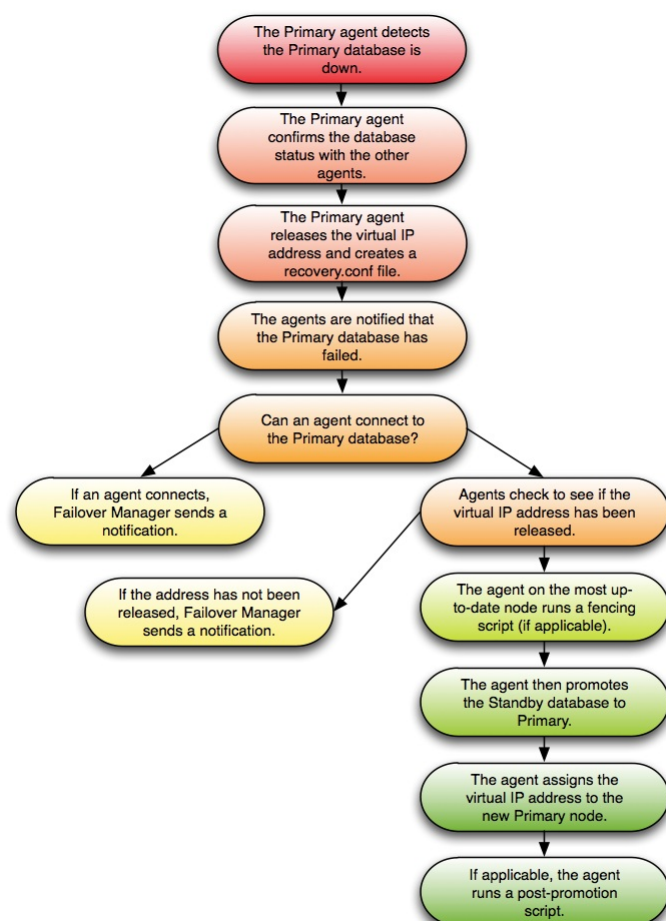 The Primary agent detects
the Primary database is
down.
The Primary agent
confirms the database
status with the other
agents.
The Primary agent
releases the virtual IP
address and creates a
recovery.conf file.
The agents are notified that
the Primary database has
failed.
Can an agent connect to
the Primary database?
If an agent connects,
Failover Manager sends a
notification.
Agents check to see if the
virtual IP address has been
released.
If the address has not been
released, Failover Manager
sends a notification.
The agent on the most up-
to-date node runs a fencing
script (if applicable).
The agent then promotes
the Standby database to
Primary.
The agent assigns the
virtual IP address to the
new Primary node.
If applicable, the agent
runs a post-promotion
script.